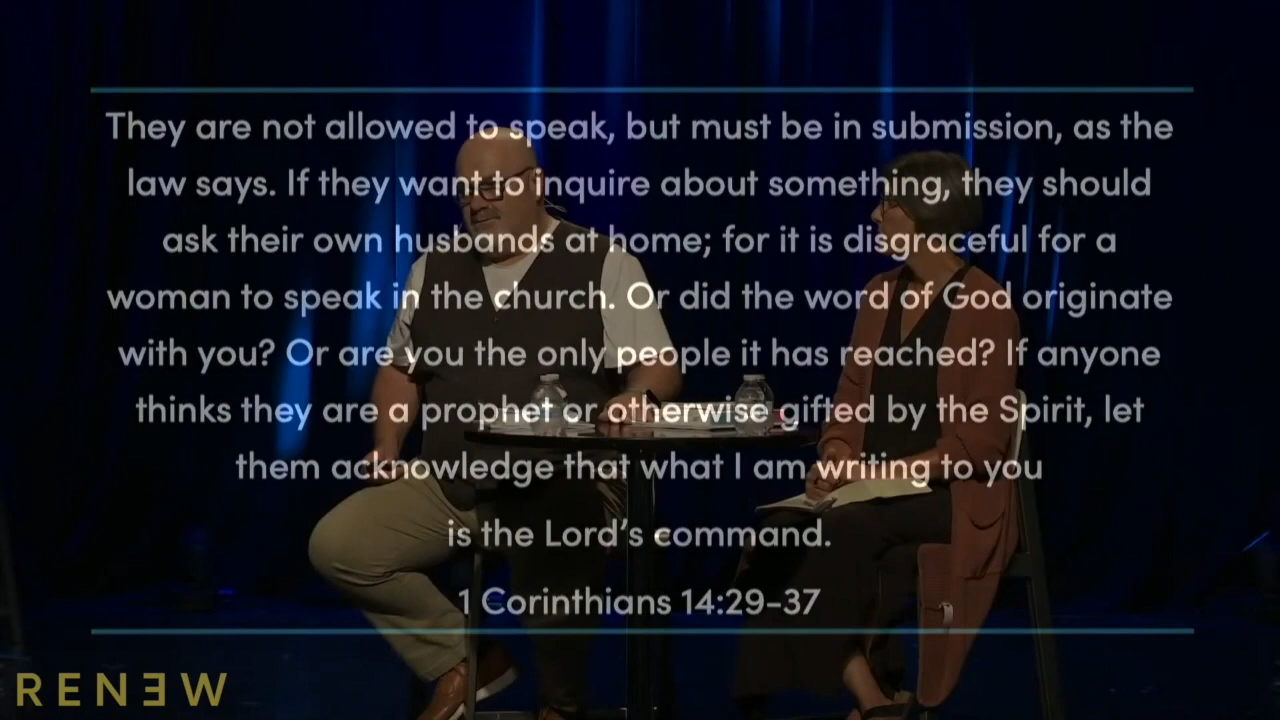 They are not allowed to speak, but must be in submission, as the
law says. If they want to inquire about something, they should
ask their own husbands at home; for it is disgraceful for a
woman to speak in the church. Or did the word of God originate
with you? Or are you the only people it has reached? If anyone
thinks they are a prophet or otherwise gifted by the Spirit, let
them acknowledge that what I am writing to you
is the Lord’s command.
1 Corinthians 14:29-37
RENƎW